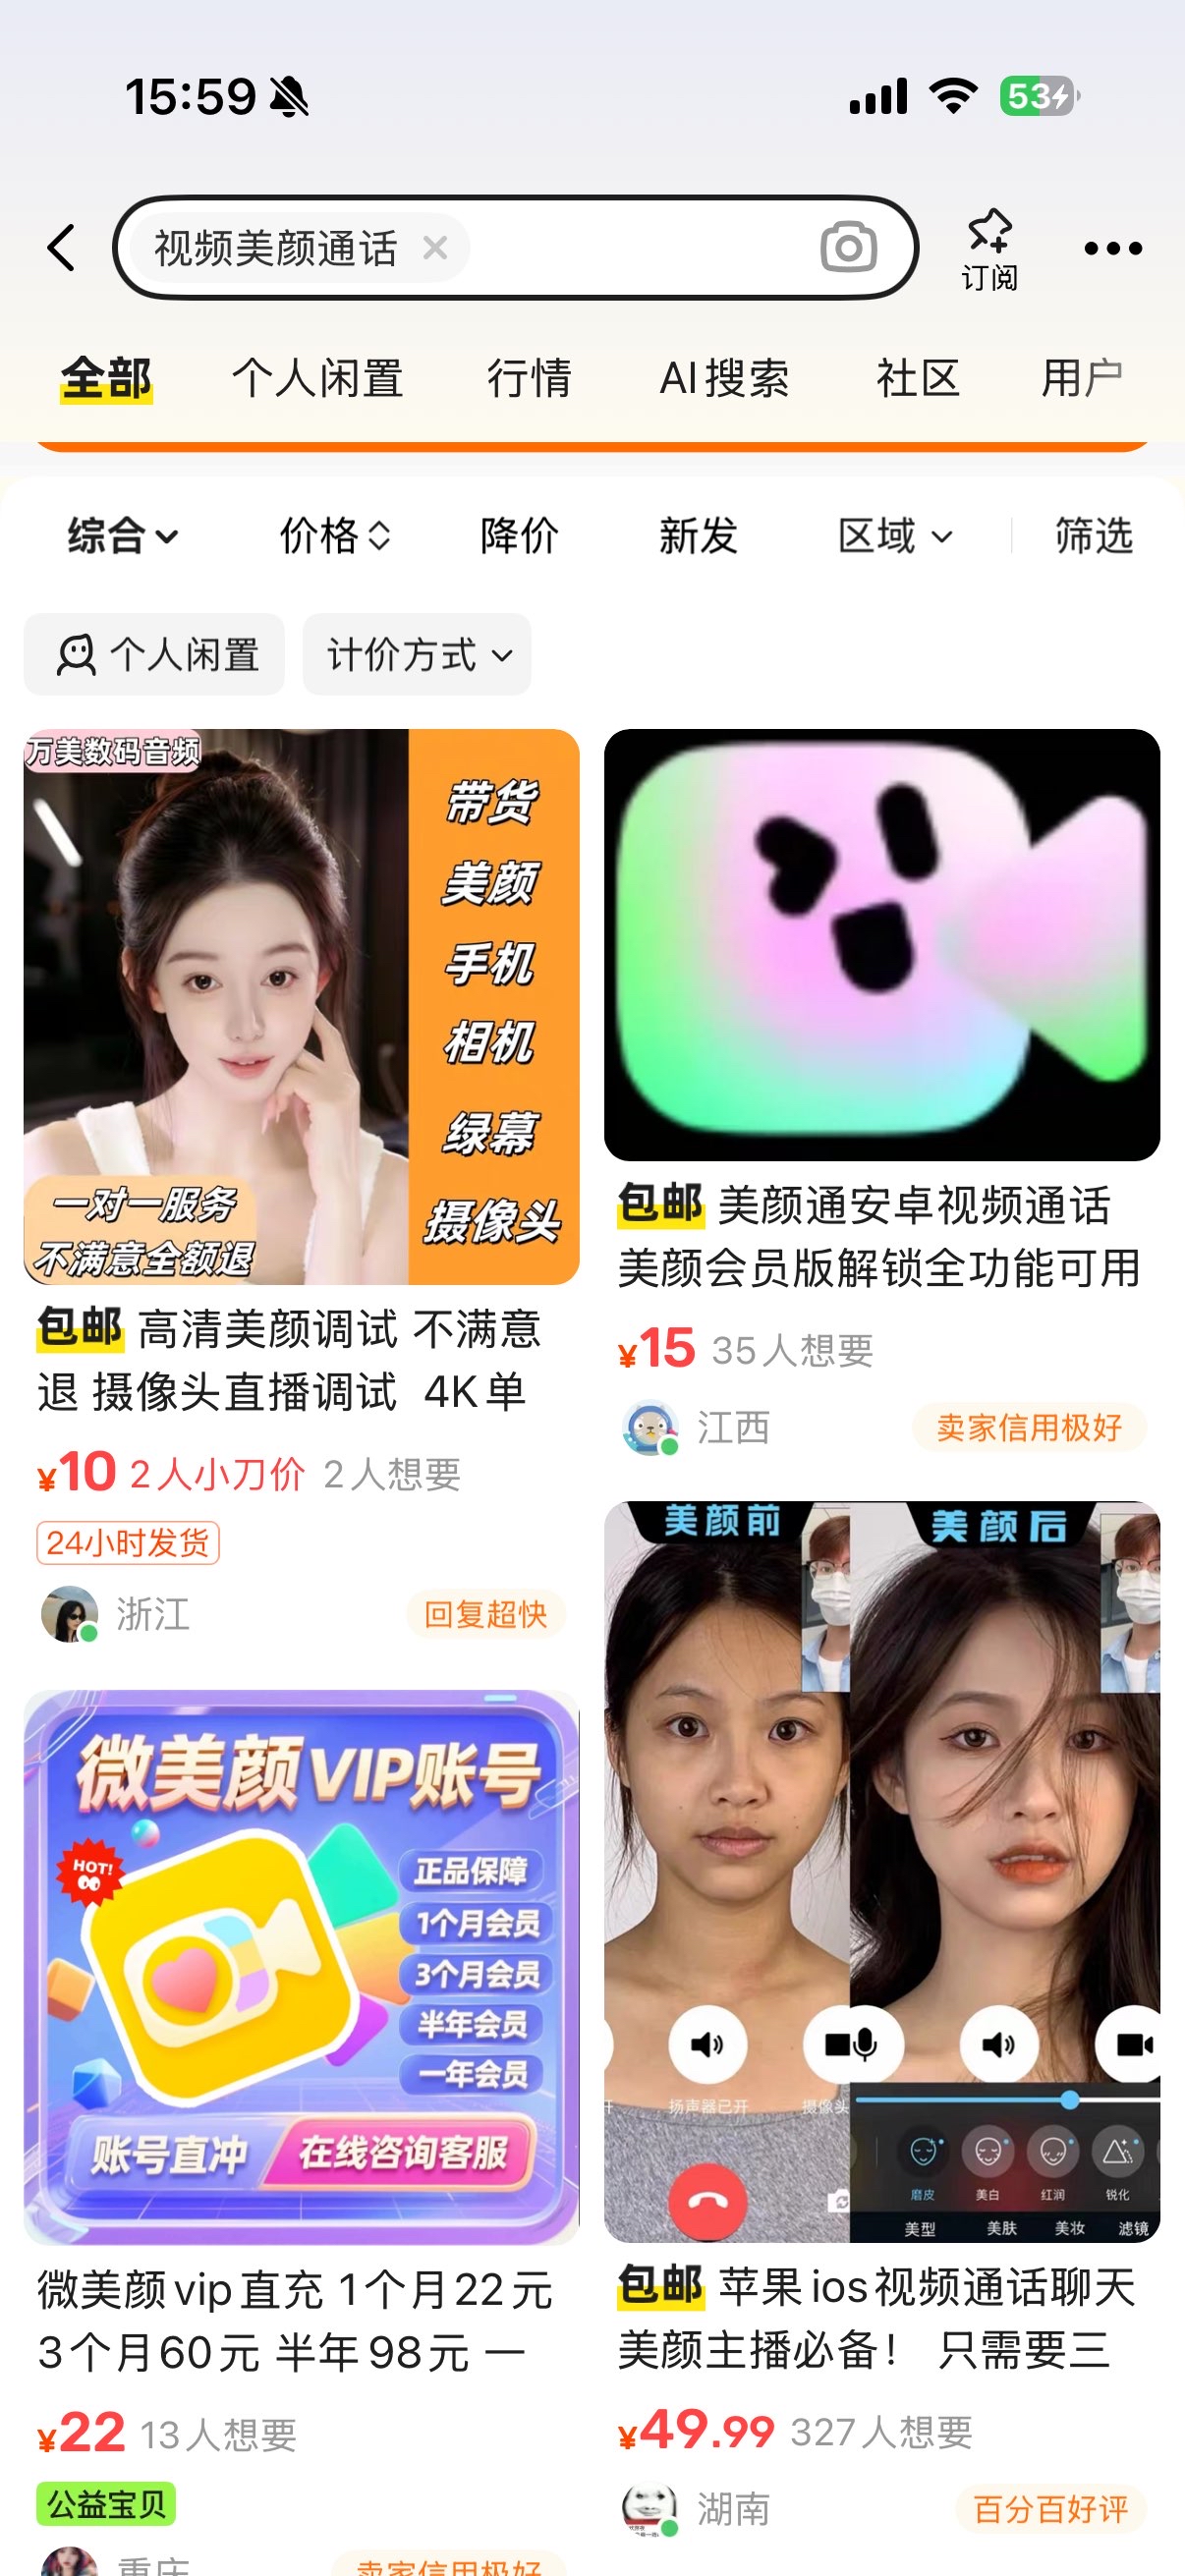 15:59
53
视频美颜通话
订阅
全部 个人闲置 行情 AI搜索 社区 用户
综合 价格 降价 新发 区域 筛选
个人闲置 计价方式
万美数码音频
带货
美颜
手机
相机
绿幕
摄像头
一对一服务
不满意全额退
包邮 高清美颜调试 不满意
退 摄像头直播调试 4K单
¥10 2人小刀价 2人想要
24小时发货
浙江 回复超快
微美颜VIP账号
HOT!
正品保障
1个月会员
3个月会员
半年会员
一年会员
账号直冲 在线咨询客服
微美颜vip直充 1个月22元
3个月60元 半年98元 一
¥22 13人想要
公益宝贝
重庆 卖家信用极好
包邮 美颜通安卓视频通话
美颜会员版解锁全功能可用
¥15 35人想要
江西 卖家信用极好
美颜前 美颜后
扬声器已开 摄像头
磨皮 美白 红润 锐化
美型 美肤 美妆 滤镜
包邮 苹果ios视频通话聊天
美颜主播必备！ 只需要三
¥49.99 327人想要
湖南 百分百好评